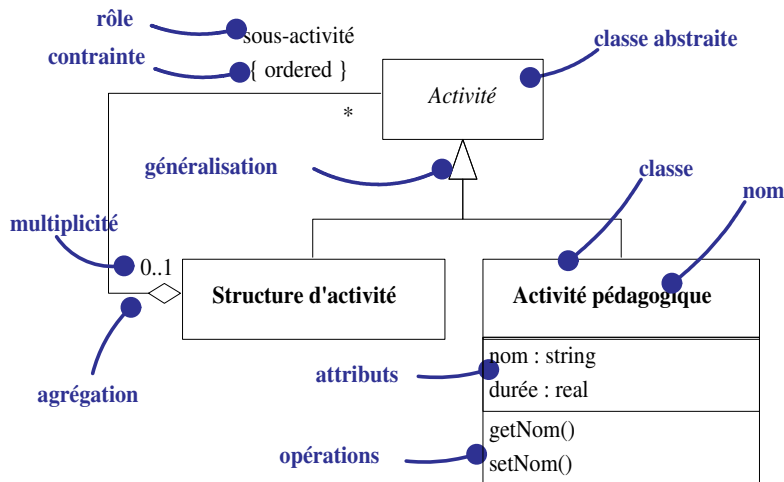 rôle
sous-activité
contrainte
{ ordered }
classe abstraite
Activité
*
généralisation
classe
nom
multiplicité
0..1
Structure d'activité
Activité pédagogique
agrégation
attributs
nom : string
durée : real
opérations
getNom()
setNom()